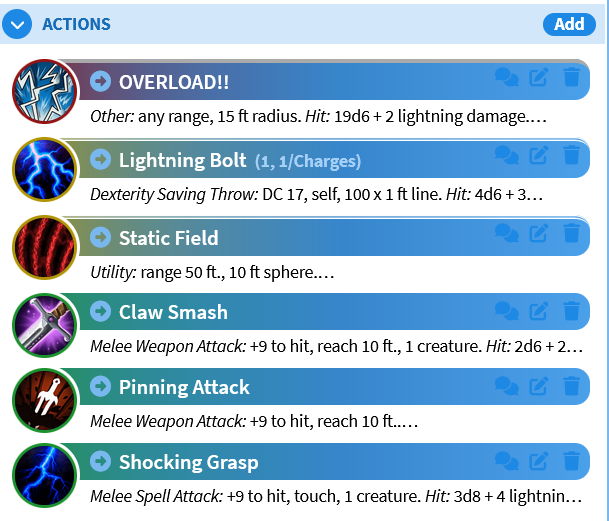 ACTIONS
Add
OVERLOAD!!
Other: any range, 15 ft radius. Hit: 19d6 + 2 lightning damage.…
Lightning Bolt (1, 1/Charges)
Dexterity Saving Throw: DC 17, self, 100 x 1 ft line. Hit: 4d6 + 3…
Static Field
Utility: range 50 ft., 10 ft sphere.…
Claw Smash
Melee Weapon Attack: +9 to hit, reach 10 ft., 1 creature. Hit: 2d6 + 2…
Pinning Attack
Melee Weapon Attack: +9 to hit, reach 10 ft..…
Shocking Grasp
Melee Spell Attack: +9 to hit, touch, 1 creature. Hit: 3d8 + 4 lightnin…